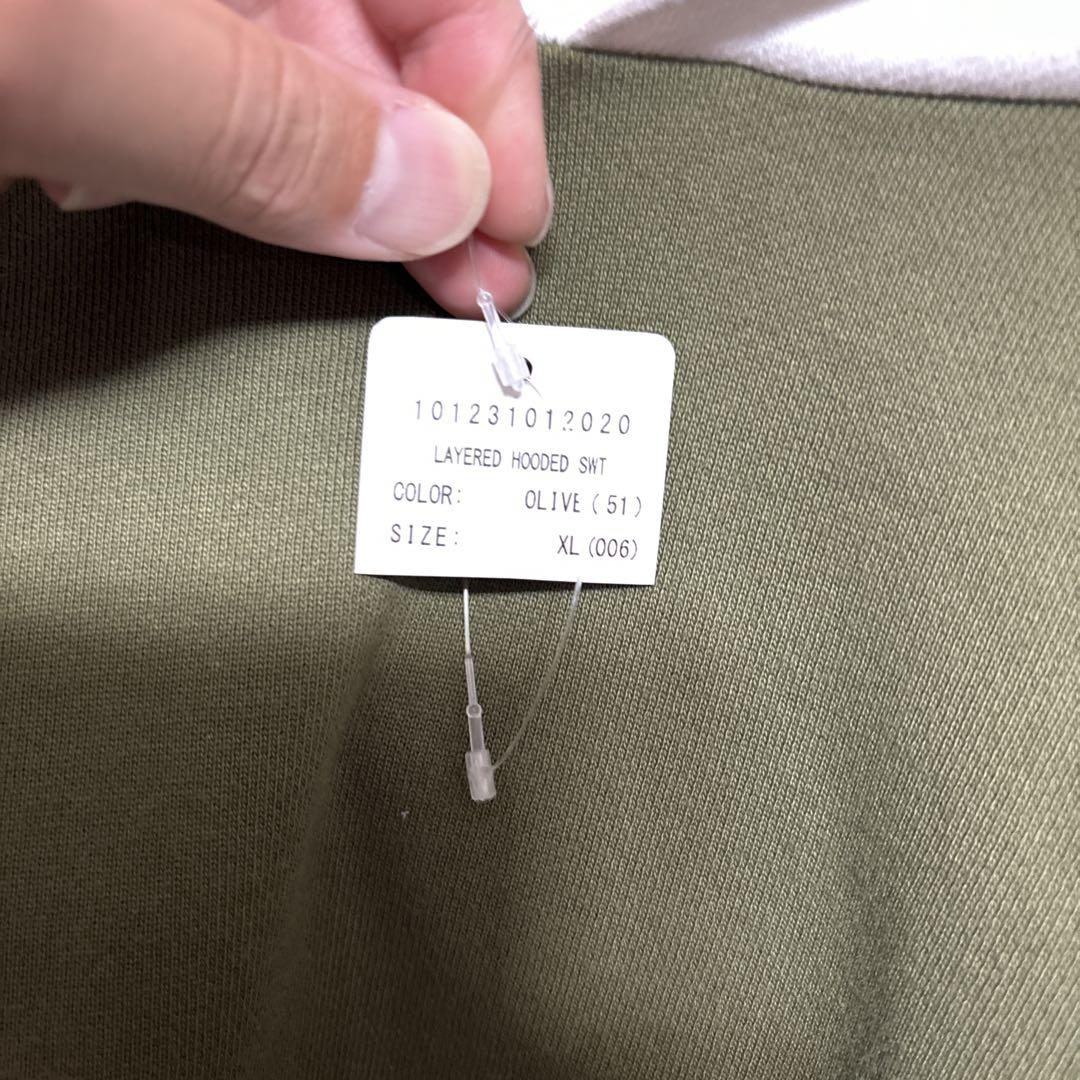 101231012020
LAYERED HOODED SWT
COLOR: OLIVE (51)
SIZE: XL (006)